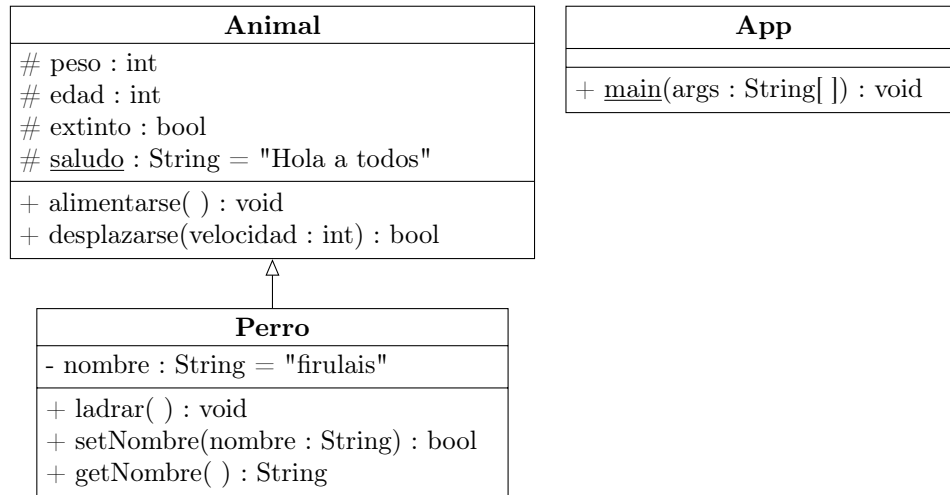 Animal
# peso : int
# edad : int
# extinto : bool
# saludo : String = "Hola a todos"
+ alimentarse( ) : void
+ desplazarse(velocidad : int) : bool
App
+ main(args : String[ ]) : void
Perro
- nombre : String = "firulais"
+ ladrar( ) : void
+ setNombre(nombre : String) : bool
+ getNombre( ) : String